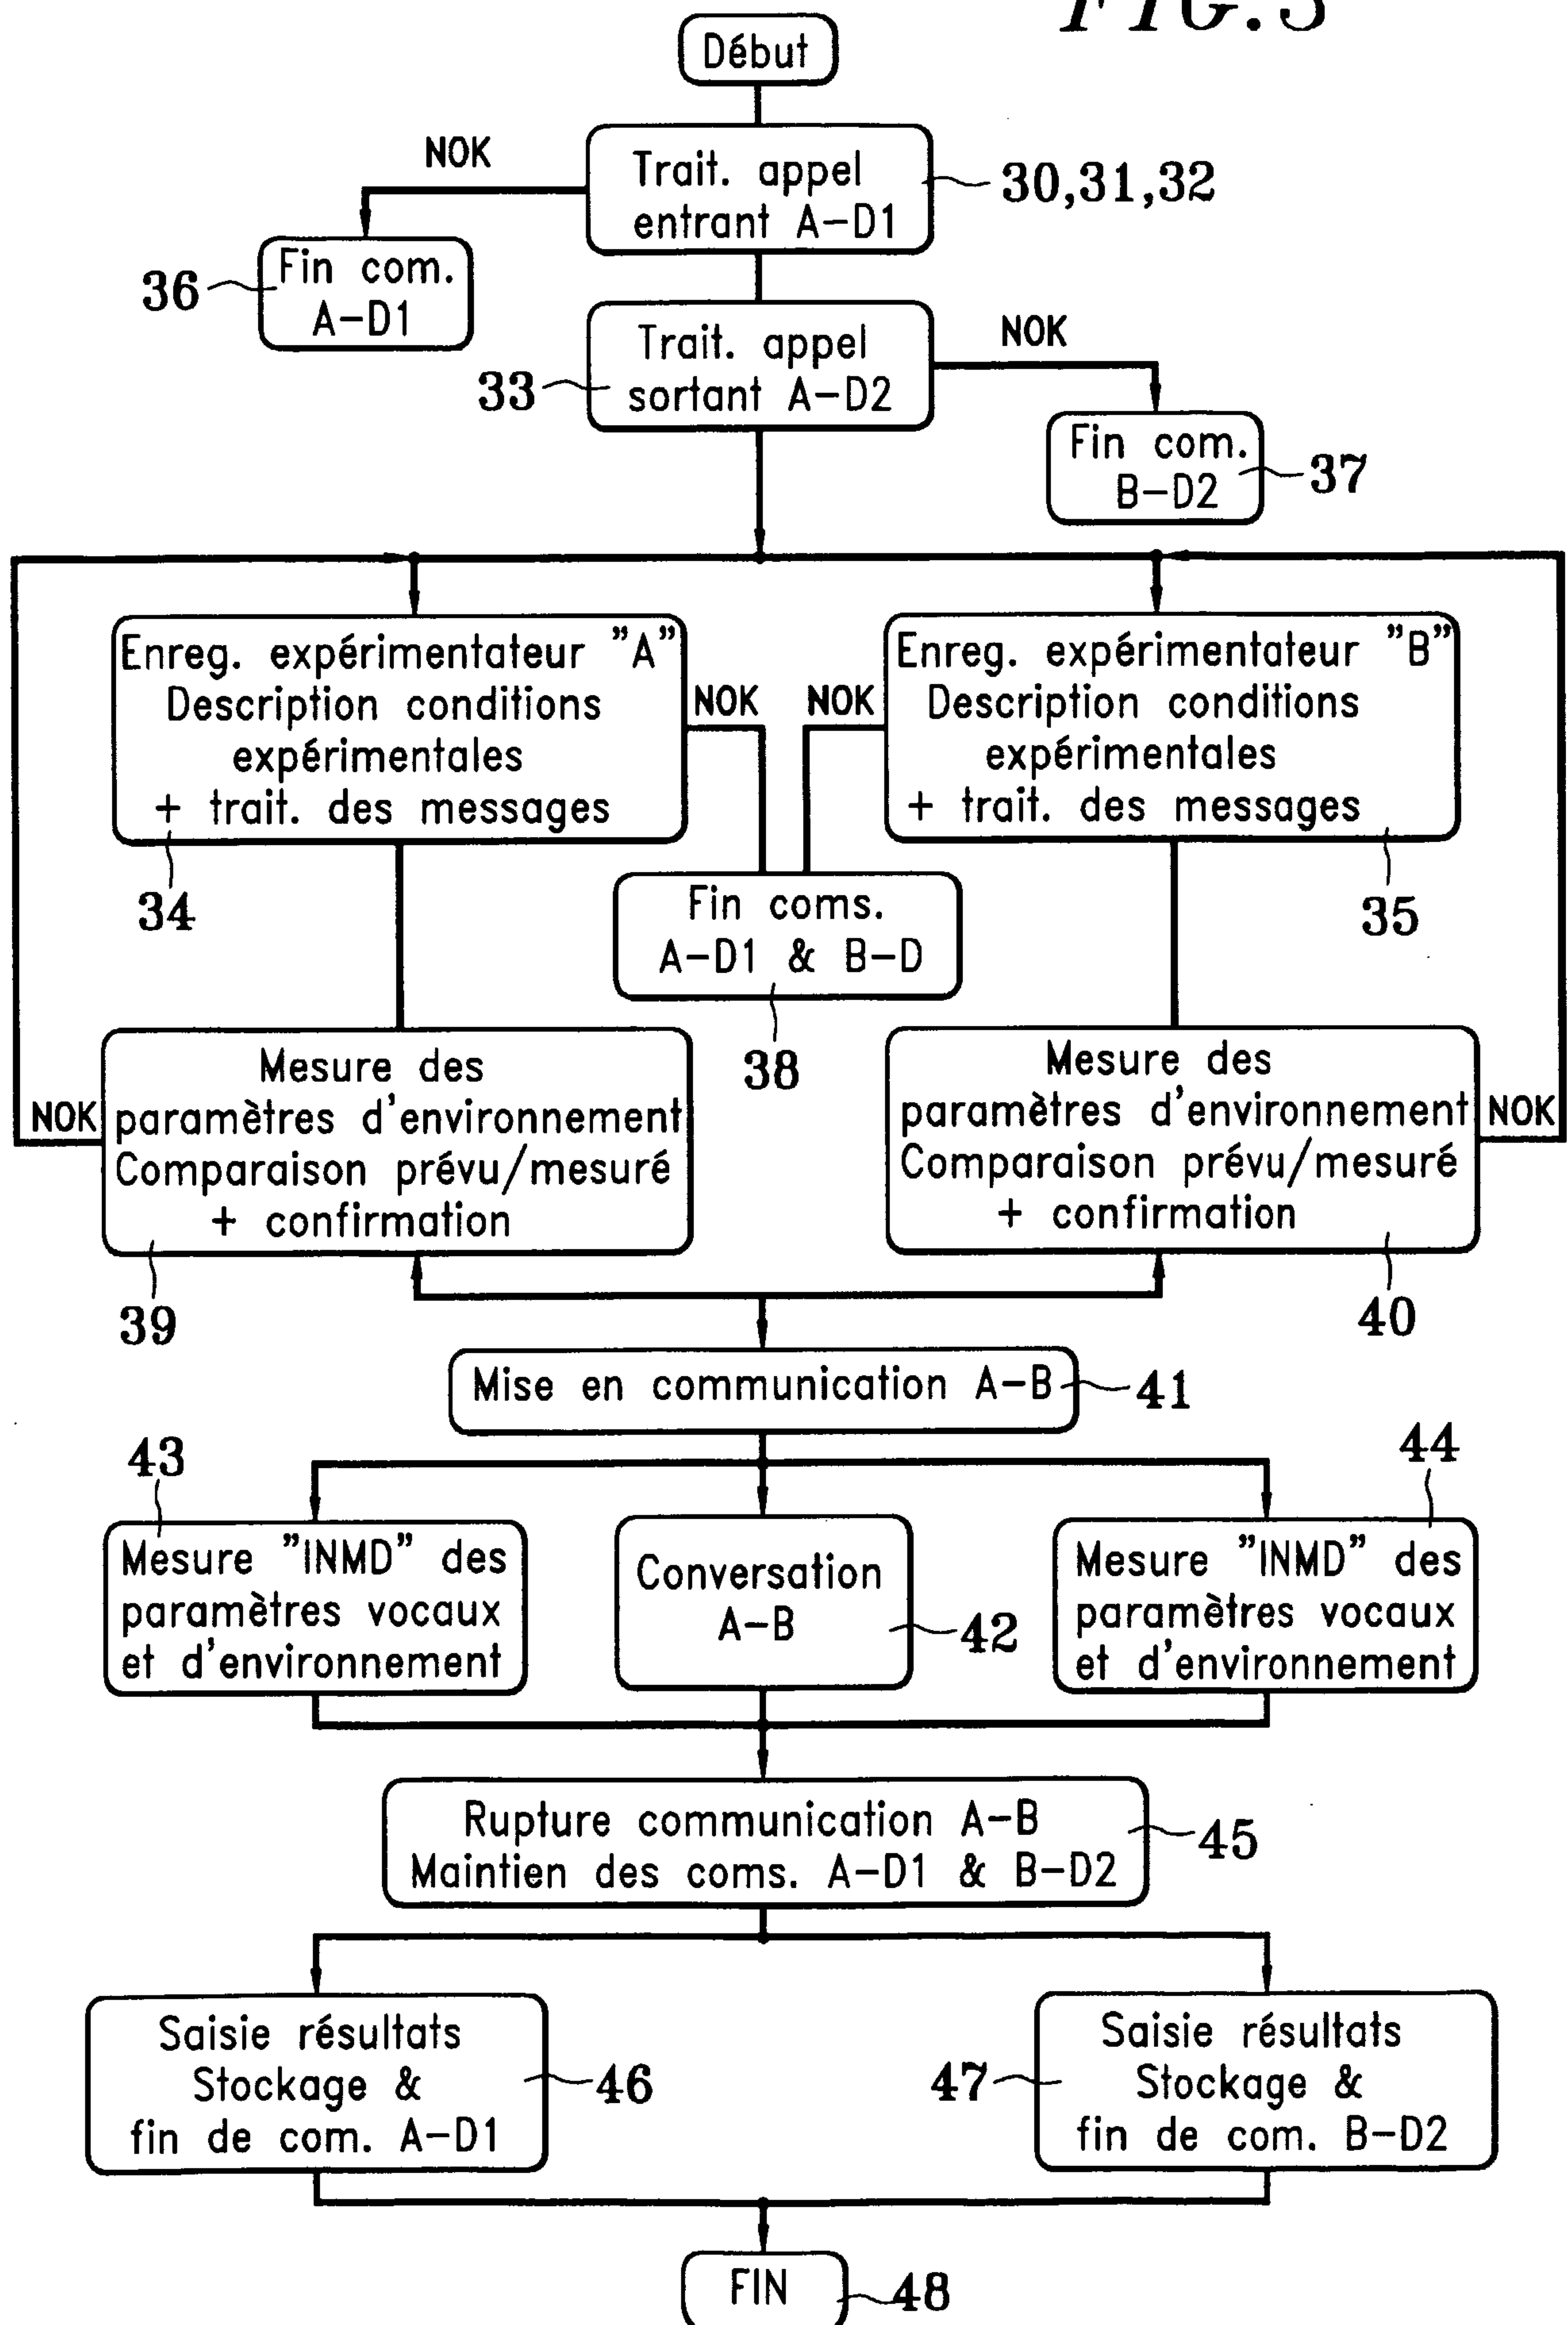 FIG. 3
Début
NOK
Trait. appel
entrant A-D1
30,31,32
36
Fin com.
A-D1
33
Trait. appel
sortant A-D2
NOK
Fin com.
B-D2
37
Enreg. expérimentateur "A"
Description conditions
expérimentales
+ trait. des messages
34
NOK
NOK
Enreg. expérimentateur "B"
Description conditions
expérimentales
+ trait. des messages
35
Fin coms.
A-D1 & B-D
38
NOK
Mesure des
paramètres d'environnement
Comparaison prévu/mesuré
+ confirmation
39
Mesure des
paramètres d'environnement
Comparaison prévu/mesuré
+ confirmation
40
NOK
Mise en communication A-B
41
43
Mesure "INMD" des
paramètres vocaux
et d'environnement
Conversation
A-B
42
44
Mesure "INMD" des
paramètres vocaux
et d'environnement
Rupture communication A-B
Maintien des coms. A-D1 & B-D2
45
Saisie résultats
Stockage &
fin de com. A-D1
46
47
Saisie résultats
Stockage &
fin de com. B-D2
FIN
48